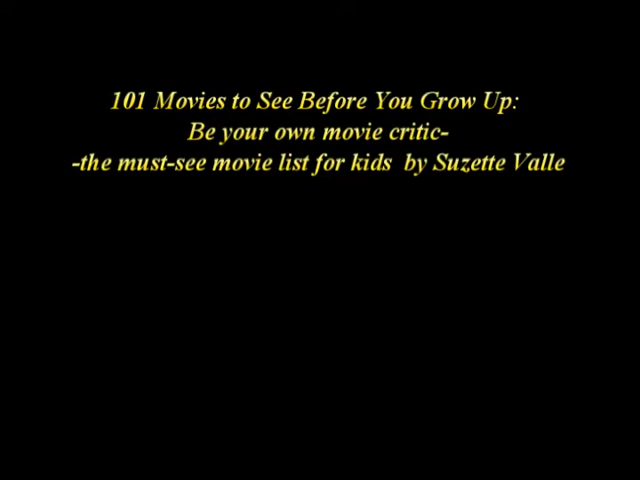 101 Movies to See Before You Grow Up:
Be your own movie critic-
-the must-see movie list for kids  by Suzette Valle